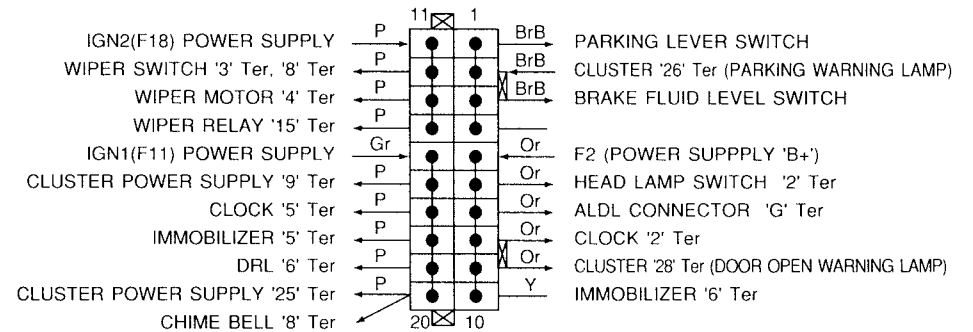 11 1
IGN2(F18) POWER SUPPLY P BrB PARKING LEVER SWITCH
WIPER SWITCH '3' Ter, '8' Ter P BrB CLUSTER '26' Ter (PARKING WARNING LAMP)
WIPER MOTOR '4' Ter P BrB BRAKE FLUID LEVEL SWITCH
WIPER RELAY '15' Ter P
IGN1(F11) POWER SUPPLY Gr Or F2 (POWER SUPPPLY 'B+')
CLUSTER POWER SUPPLY '9' Ter P Or HEAD LAMP SWITCH '2' Ter
CLOCK '5' Ter P Or ALDL CONNECTOR 'G' Ter
IMMOBILIZER '5' Ter P Or CLOCK '2' Ter
DRL '6' Ter P Or CLUSTER '28' Ter (DOOR OPEN WARNING LAMP)
CLUSTER POWER SUPPLY '25' Ter P Y IMMOBILIZER '6' Ter
CHIME BELL '8' Ter 20 10